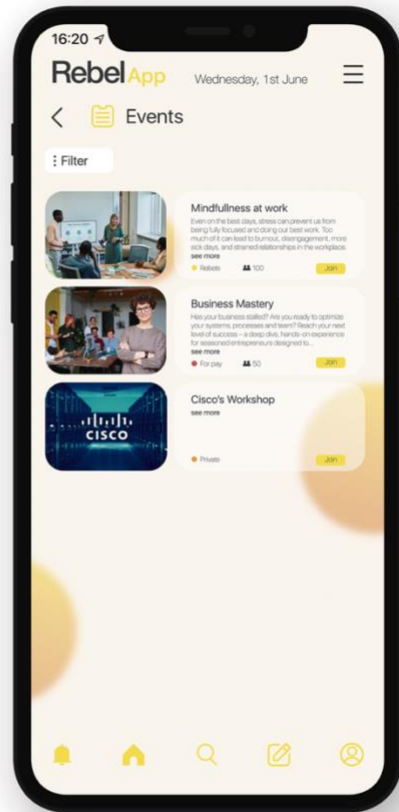 16:20
RebelApp
Wednesday, 1st June
Events
Filter
Mindfullness at work
Even on the best days, stress can prevent us from
being fully focused and doing our best work. Too
much of it can lead to burnout, disengagement, more
sick days, and strained relationships in the workplace.
see more
Rebels 100 Join
Business Mastery
Has your business stalled? Are you ready to optimize
your systems, processes and team? Reach your next
level of success – a deep dive, hands-on experience
for seasoned entrepreneurs designed to...
see more
For pay 50 Join
CISCO
Cisco's Workshop
see more
Private Join